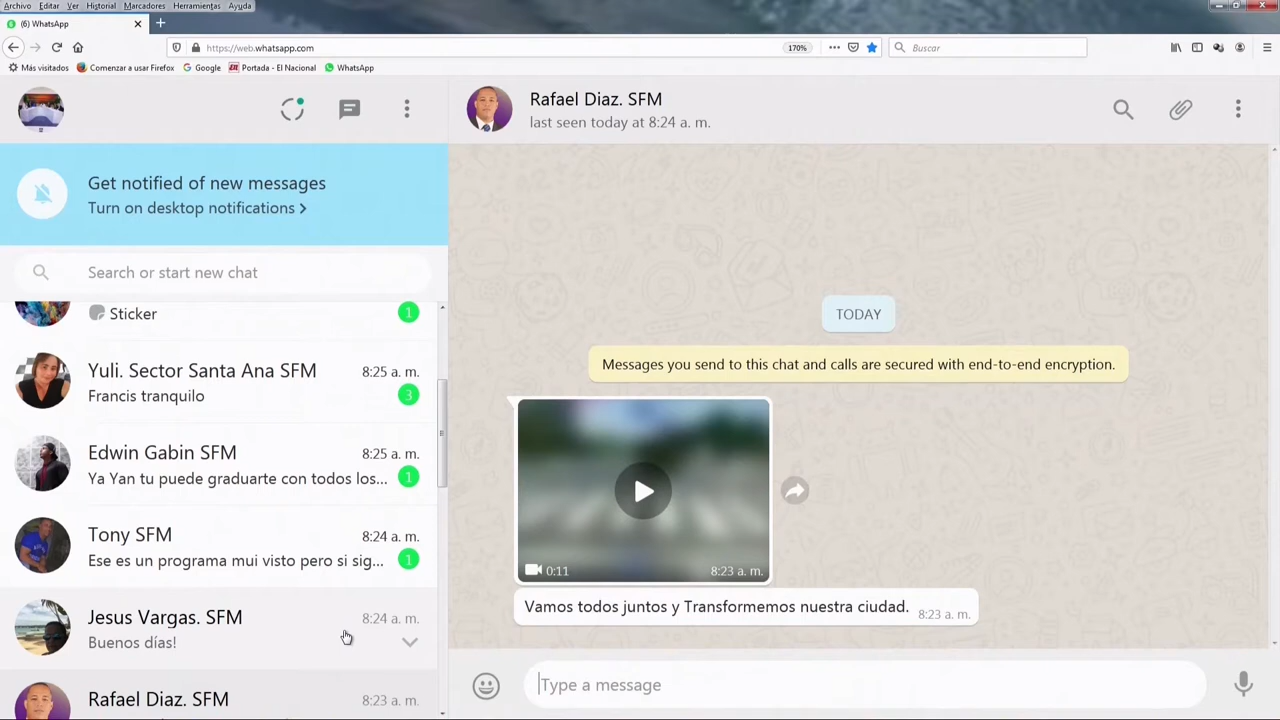 Archivo Editar Ver Historial Marcadores Herramientas Ayuda
(6) WhatsApp
https://web.whatsapp.com
170%
Buscar
Más visitados Comenzar a usar Firefox Google Portada - El Nacional WhatsApp
Get notified of new messages
Turn on desktop notifications
Search or start new chat
Sticker
1
Yuli. Sector Santa Ana SFM 8:25 a. m.
Francis tranquilo 3
Edwin Gabin SFM 8:25 a. m.
Ya Yan tu puede graduarte con todos los... 1
Tony SFM 8:24 a. m.
Ese es un programa mui visto pero si sig... 1
Jesus Vargas. SFM 8:24 a. m.
Buenos días!
Rafael Diaz. SFM 8:23 a. m.
Rafael Diaz. SFM
last seen today at 8:24 a. m.
TODAY
Messages you send to this chat and calls are secured with end-to-end encryption.
0:11 8:23 a. m.
Vamos todos juntos y Transformemos nuestra ciudad. 8:23 a. m.
Type a message